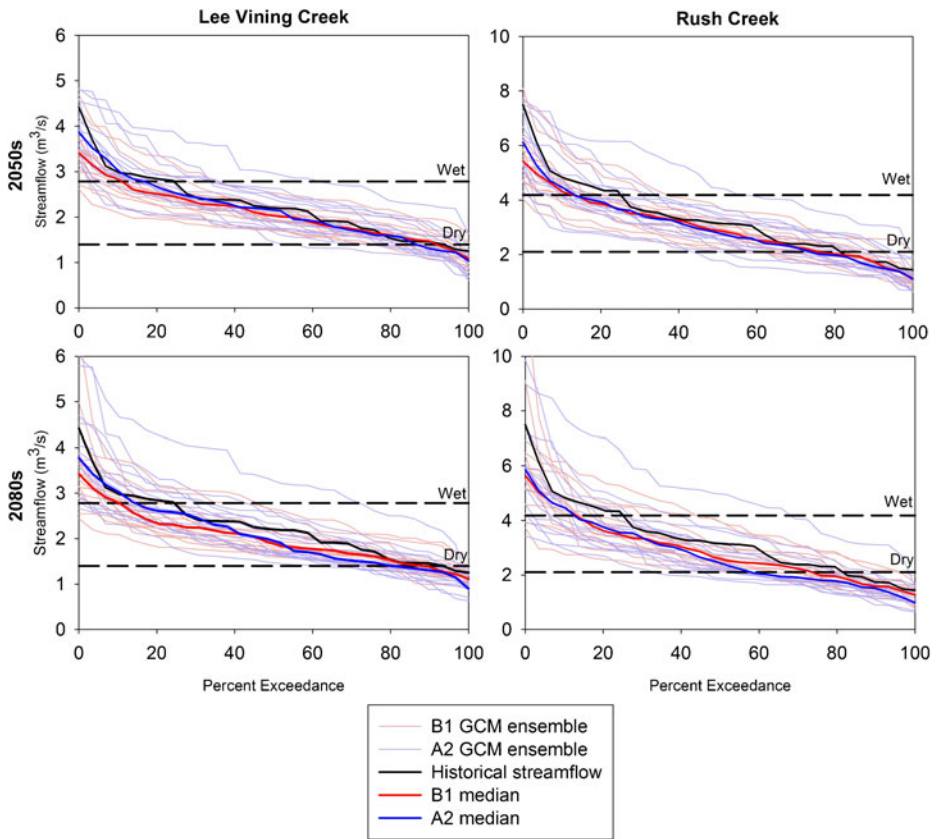 Lee Vining Creek
Rush Creek
2050s
Streamflow (m³/s)
6
5
4
3
2
1
0
Wet
Dry
0 20 40 60 80 100
10
8
6
4
2
0
Wet
Dry
0 20 40 60 80 100
2080s
Streamflow (m³/s)
6
5
4
3
2
1
0
Wet
Dry
0 20 40 60 80 100
Percent Exceedance
10
8
6
4
2
0
Wet
Dry
0 20 40 60 80 100
Percent Exceedance
B1 GCM ensemble
A2 GCM ensemble
Historical streamflow
B1 median
A2 median